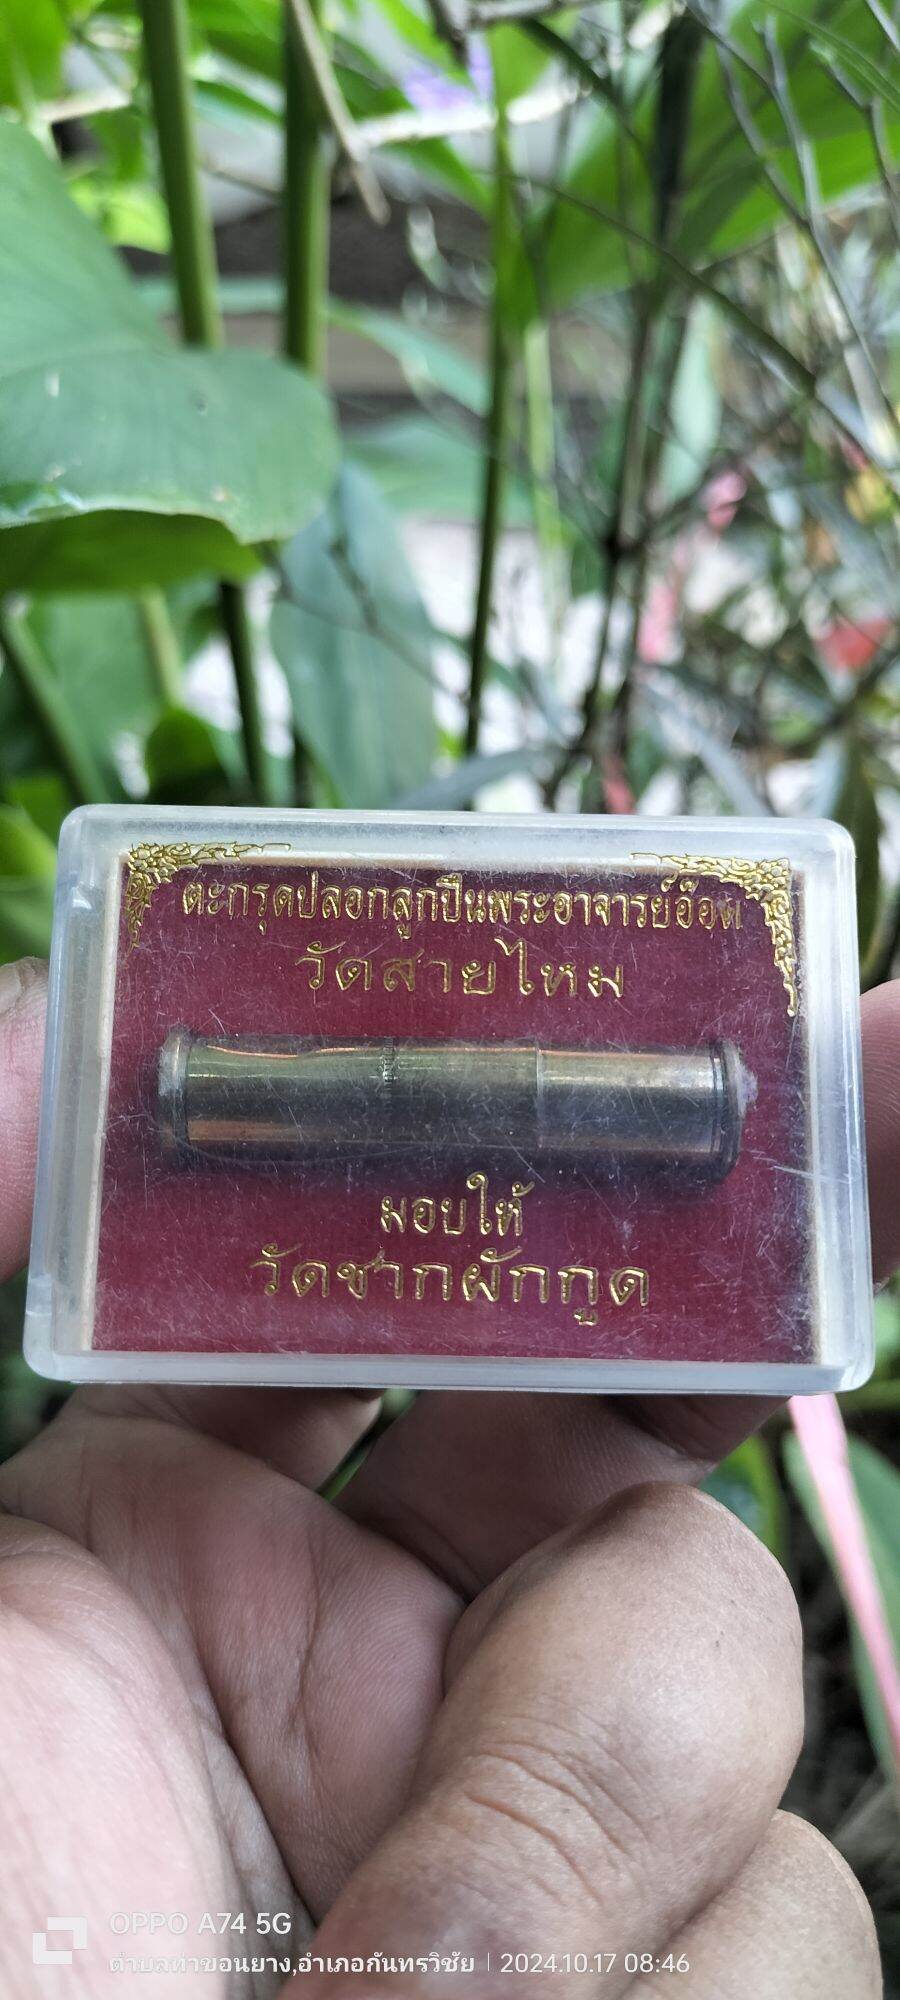 ตะกรุดปลอกลูกปืนพระอาจารย์อ๊อด
วัดสายไหม
มอบให้
วัดชากผักกูด
OPPO A74 5G
ตำบลท่าขอนยาง,อำเภอกันทรวิชัย | 2024.10.17 08:46